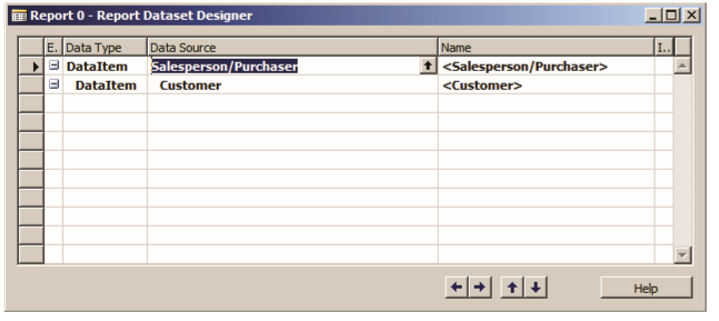 Report 0 - Report Dataset Designer
E. Data Type Data Source Name I..
DataItem Salesperson/Purchaser <Salesperson/Purchaser>
DataItem Customer <Customer>
Help